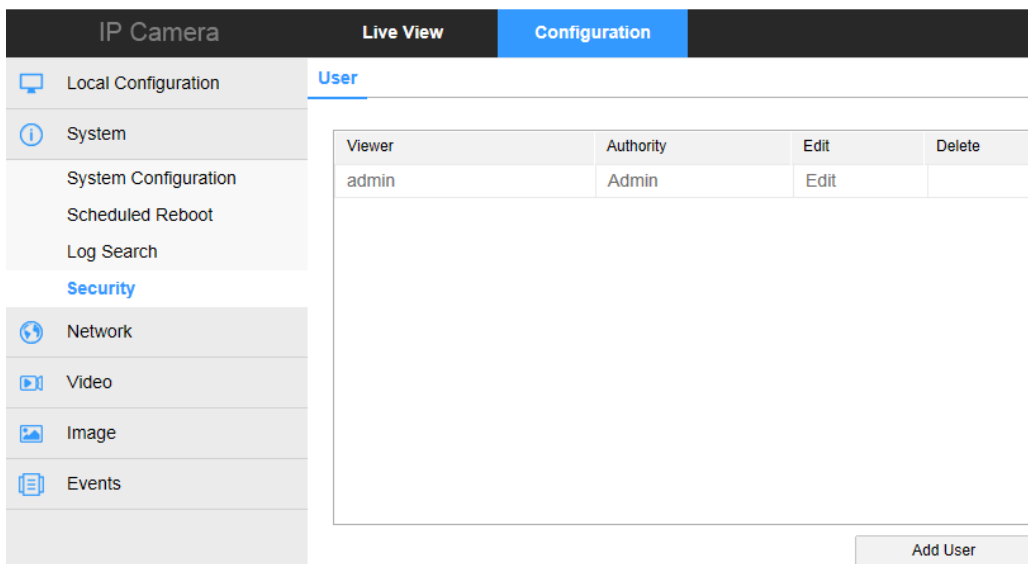 IP Camera Live View Configuration
Local Configuration
User
System
Viewer Authority Edit Delete
admin Admin Edit
System Configuration
Scheduled Reboot
Log Search
Security
Network
Video
Image
Events
Add User